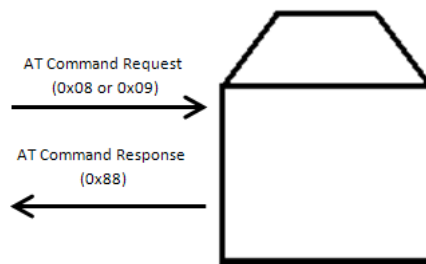 AT Command Request
(0x08 or 0x09)
AT Command Response
(0x88)